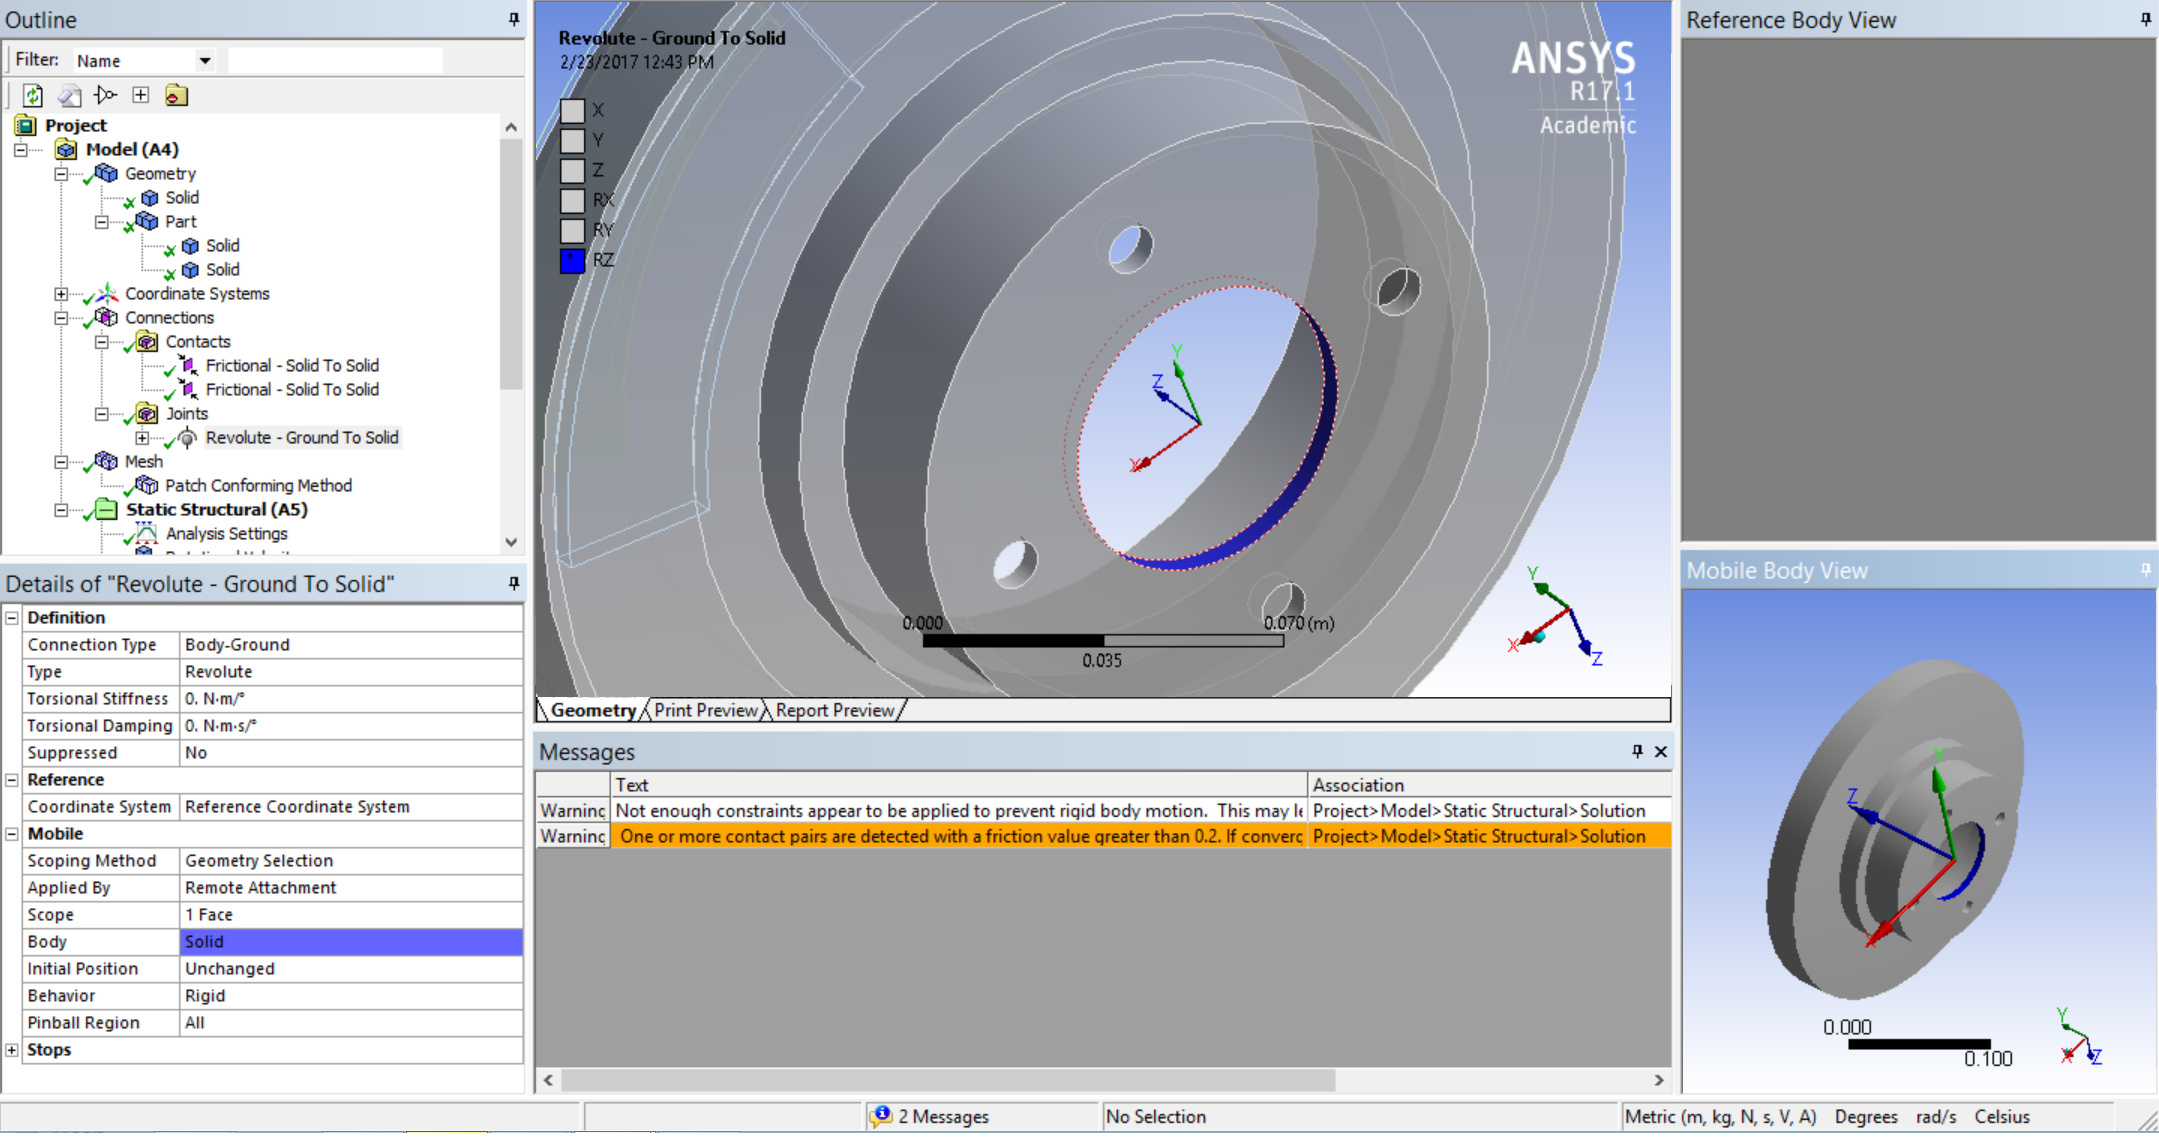 Outline
Filter: Name
Project
Model (A4)
Geometry
Solid
Part
Solid
Solid
Coordinate Systems
Connections
Contacts
Frictional - Solid To Solid
Frictional - Solid To Solid
Joints
Revolute - Ground To Solid
Mesh
Patch Conforming Method
Static Structural (A5)
Analysis Settings
Details of "Revolute - Ground To Solid"
Definition
Connection Type Body-Ground
Type Revolute
Torsional Stiffness 0. N·m/°
Torsional Damping 0. N·m·s/°
Suppressed No
Reference
Coordinate System Reference Coordinate System
Mobile
Scoping Method Geometry Selection
Applied By Remote Attachment
Scope 1 Face
Body Solid
Initial Position Unchanged
Behavior Rigid
Pinball Region All
Stops
Revolute - Ground To Solid
2/23/2017 12:43 PM
X
Y
Z
RX
RY
RZ
ANSYS
R17.1
Academic
Y
Z
X
0.000
0.070 (m)
0.035
Y
X
Z
Geometry Print Preview Report Preview
Messages
Text Association
Warning Not enough constraints appear to be applied to prevent rigid body motion. This may le Project>Model>Static Structural>Solution
Warning One or more contact pairs are detected with a friction value greater than 0.2. If converg Project>Model>Static Structural>Solution
Reference Body View
Mobile Body View
Y
Z
X
0.000
0.100
Y
X
Z
2 Messages
No Selection
Metric (m, kg, N, s, V, A) Degrees rad/s Celsius